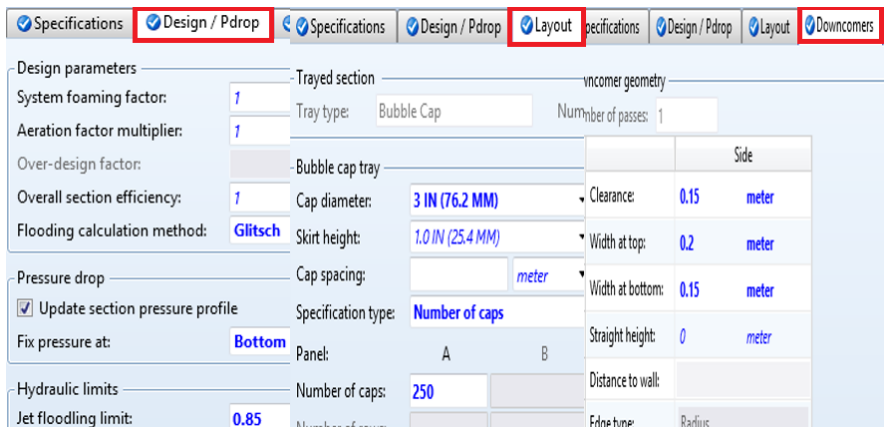 Specifications
Design / Pdrop
Design parameters
System foaming factor: 1
Aeration factor multiplier: 1
Over-design factor:
Overall section efficiency: 1
Flooding calculation method: Glitsch
Pressure drop
Update section pressure profile
Fix pressure at: Bottom
Hydraulic limits
Jet floodling limit: 0.85
Specifications
Design / Pdrop
Layout
Trayed section
Tray type: Bubble Cap
Num
Bubble cap tray
Cap diameter: 3 IN (76.2 MM)
Skirt height: 1.0 IN (25.4 MM)
Cap spacing: meter
Specification type: Number of caps
Panel: A B
Number of caps: 250
Number of rows:
pecifications
Design / Pdrop
Layout
Downcomers
wncomer geometry
mber of passes: 1
Side
Clearance: 0.15 meter
Width at top: 0.2 meter
Width at bottom: 0.15 meter
Straight height: 0 meter
Distance to wall:
Edge type: Radius